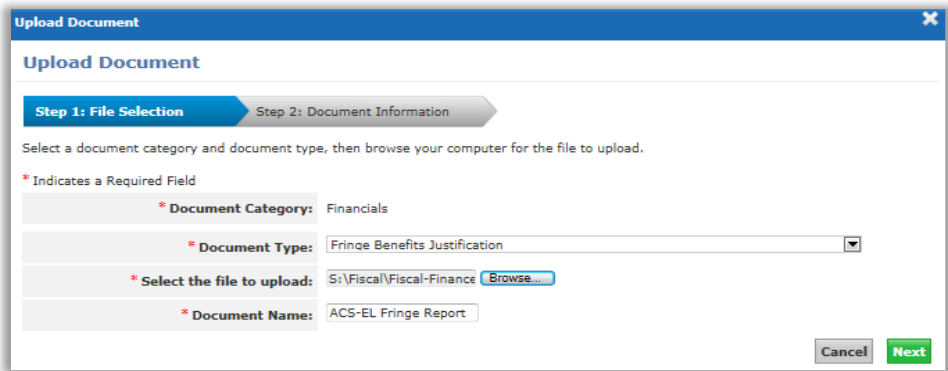 Upload Document
Upload Document
Step 1: File Selection Step 2: Document Information
Select a document category and document type, then browse your computer for the file to upload.
* Indicates a Required Field
* Document Category: Financials
* Document Type: Fringe Benefits Justification
* Select the file to upload: S:\Fiscal\Fiscal-Finance Browse...
* Document Name: ACS-EL Fringe Report
Cancel Next